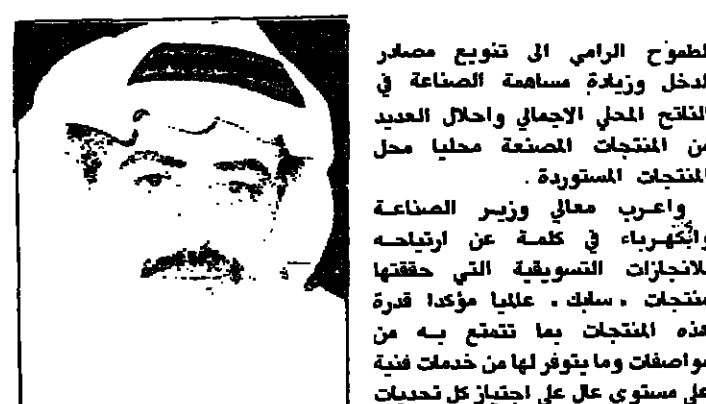 الطموح الرامي الى تنويع مصادر
الدخل وزيادة مساهمة الصناعة في
الناتج المحلي الاجمالي واحلال العديد
من المنتجات المصنعة محليا محل
المنتجات المستوردة .
واعرب معالي وزير الصناعة
والكهرباء في كلمة عن ارتياحه
للانجازات التسويقية التي حققتها
منتجات . سابك . عالميا مؤكدا قدرة
هذه المنتجات بما تتمتع به من
مواصفات وما يتوفر لها من خدمات فنية
على مستوى عال على اجتياز كل تحديات